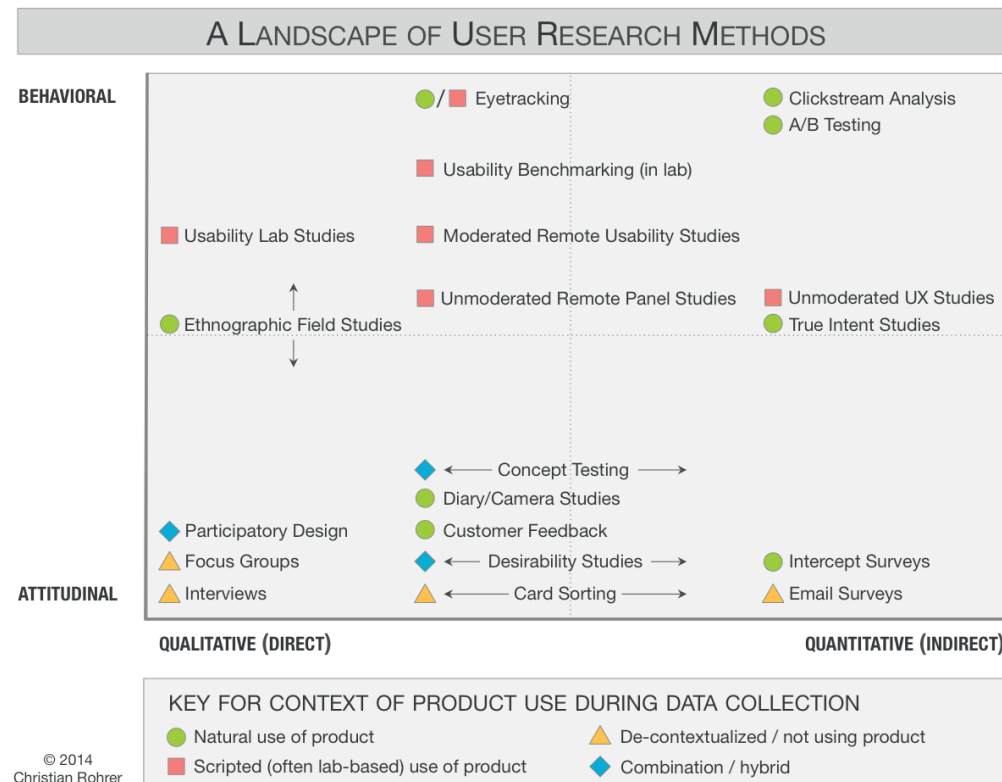 A LANDSCAPE OF USER RESEARCH METHODS
BEHAVIORAL
/ Eyetracking
Clickstream Analysis
A/B Testing
Usability Benchmarking (in lab)
Usability Lab Studies
Moderated Remote Usability Studies
Unmoderated Remote Panel Studies
Unmoderated UX Studies
Ethnographic Field Studies
True Intent Studies
Concept Testing
Diary/Camera Studies
Participatory Design
Customer Feedback
Focus Groups
Desirability Studies
Intercept Surveys
ATTITUDINAL
Interviews
Card Sorting
Email Surveys
QUALITATIVE (DIRECT)
QUANTITATIVE (INDIRECT)
KEY FOR CONTEXT OF PRODUCT USE DURING DATA COLLECTION
Natural use of product
De-contextualized / not using product
Scripted (often lab-based) use of product
Combination / hybrid
© 2014
Christian Rohrer